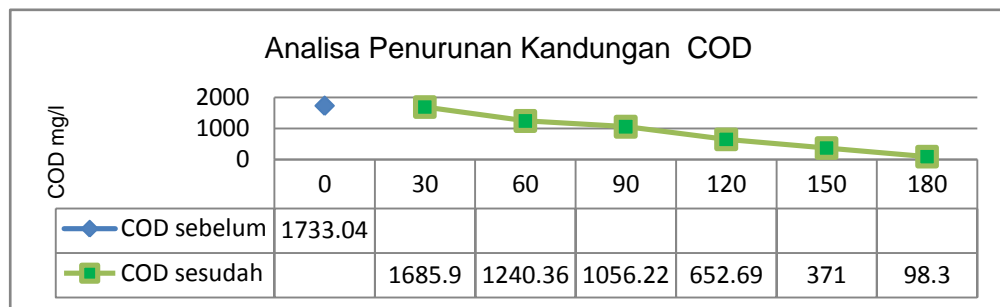 Analisa Penurunan Kandungan COD
COD mg/l
2000
1000
0
0 30 60 90 120 150 180
COD sebelum 1733.04
COD sesudah 1685.9 1240.36 1056.22 652.69 371 98.3